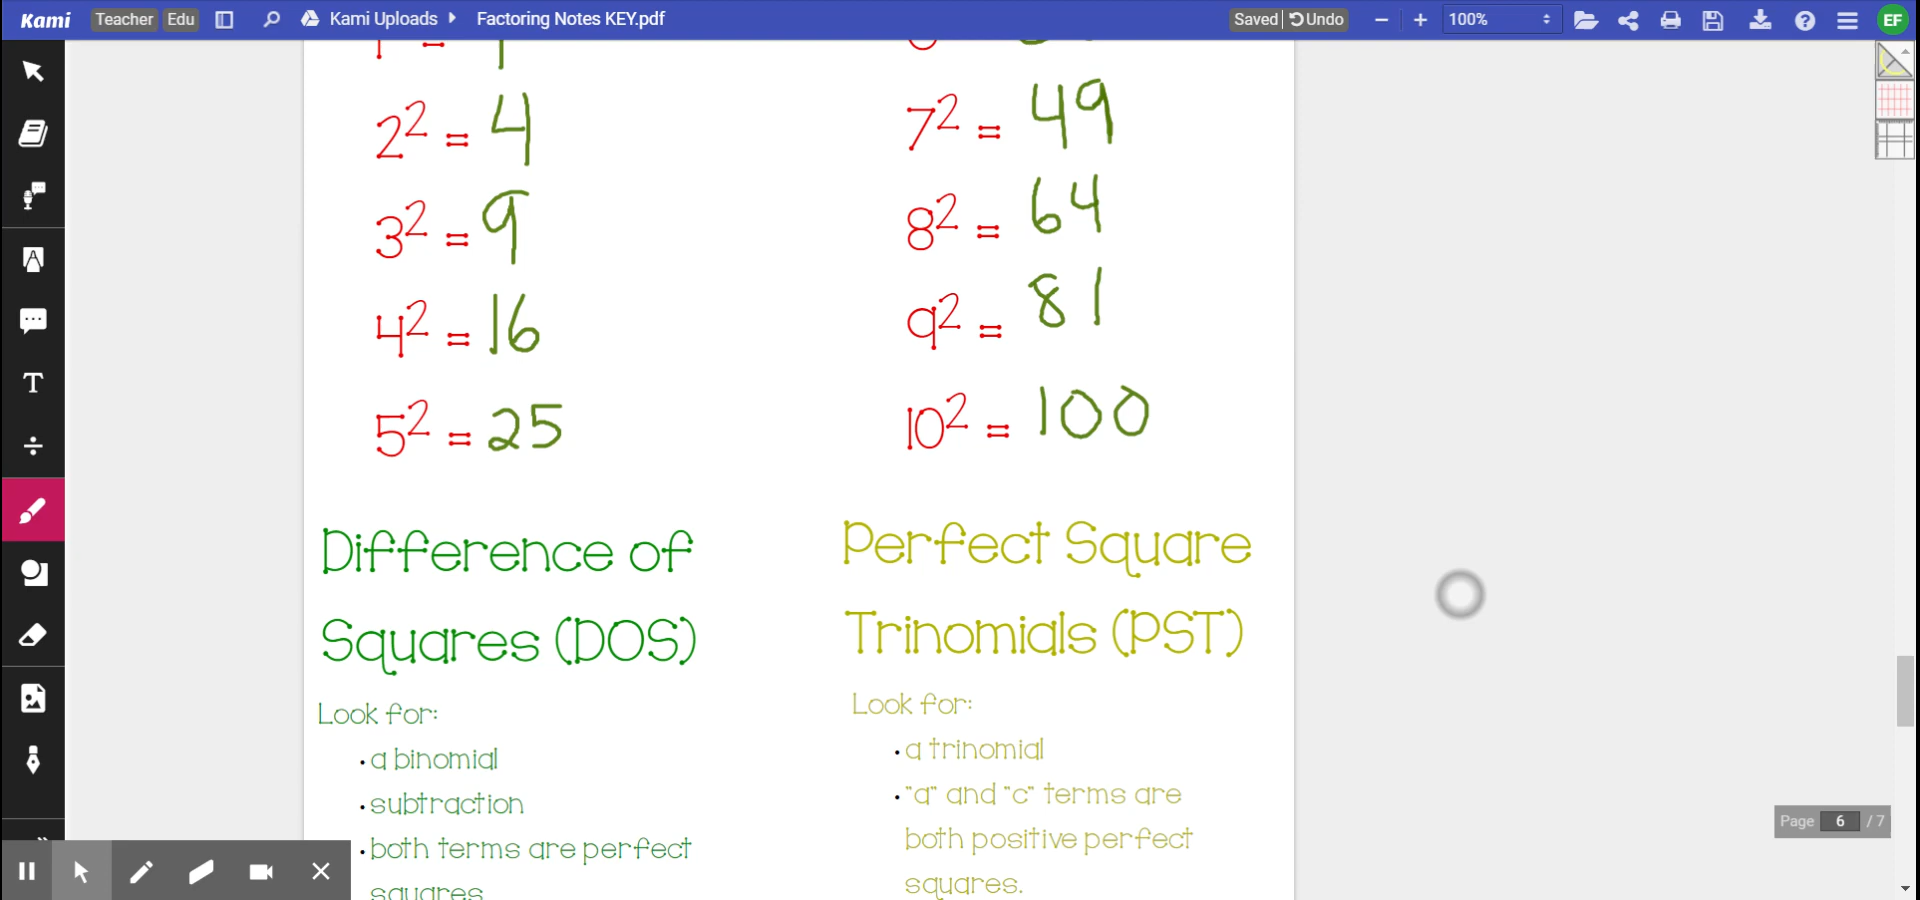 Kami Teacher Edu Kami Uploads Factoring Notes KEY.pdf Saved Undo 100% EF
2² = 4
3² = 9
4² = 16
5² = 25
7² = 49
8² = 64
9² = 81
10² = 100
Difference of
Squares (DOS)
Look for:
• a binomial
• subtraction
• both terms are perfect
squares
Perfect Square
Trinomials (PST)
Look for:
• a trinomial
• "a" and "c" terms are
both positive perfect
squares.
Page 6 / 7